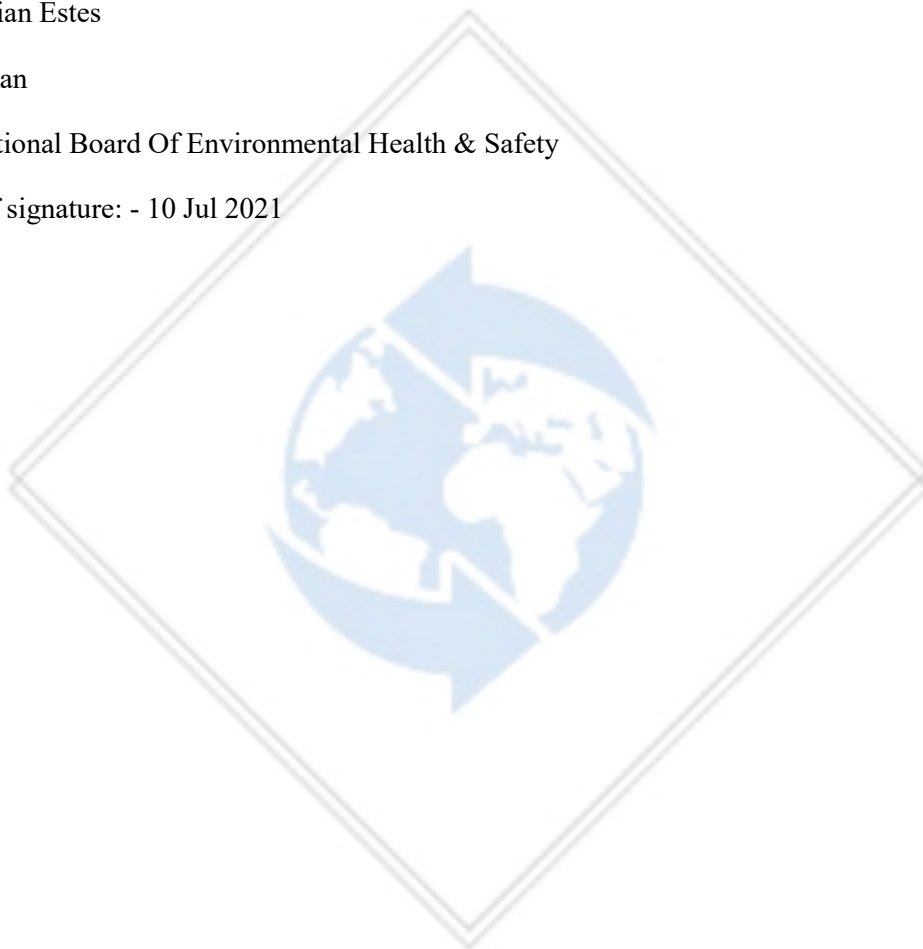 ian Estes
an
tional Board Of Environmental Health & Safety
f signature: - 10 Jul 2021